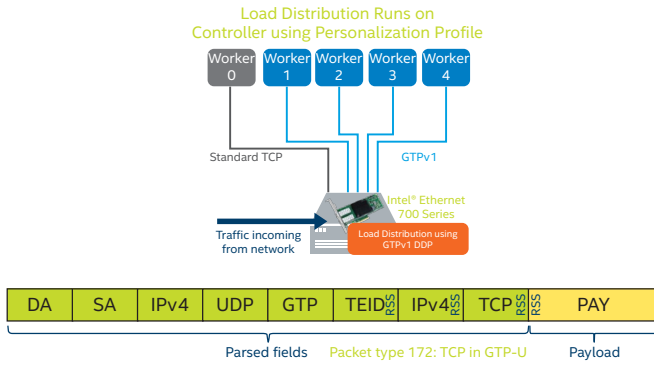 Load Distribution Runs on
Controller using Personalization Profile
Worker
0
Worker
1
Worker
2
Worker
3
Worker
4
Standard TCP
GTPv1
Intel® Ethernet
700 Series
Traffic incoming
from network
Load Distribution using
GTPv1 DDP
DA SA IPv4 UDP GTP TEID RSS IPv4 RSS TCP RSS RSS PAY
Parsed fields Packet type 172: TCP in GTP-U Payload